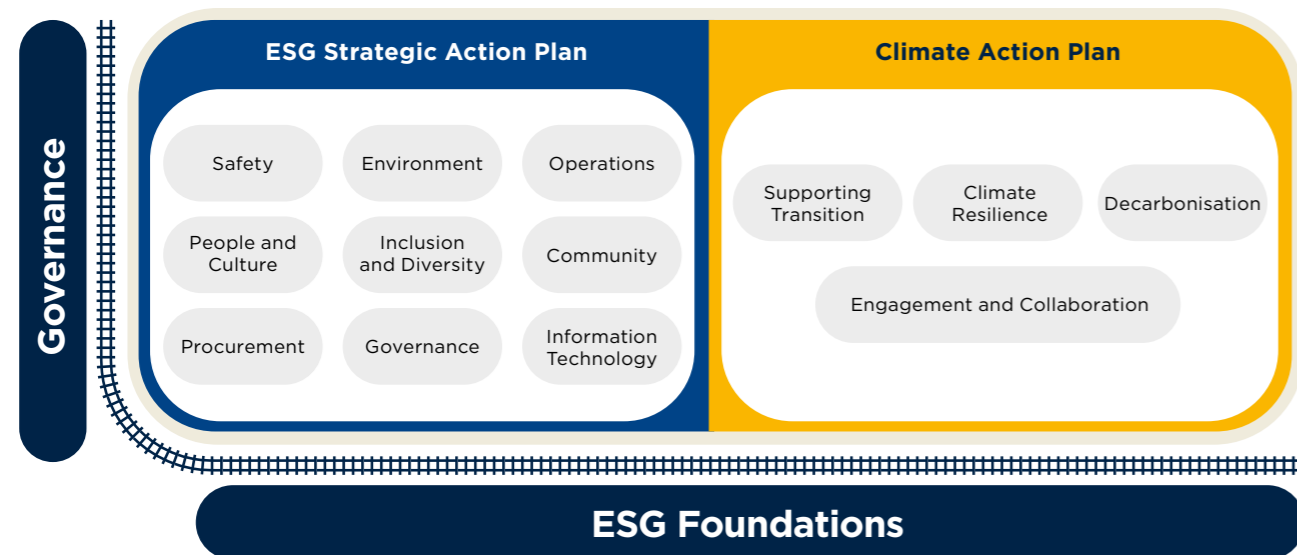 Governance
ESG Strategic Action Plan
Safety
Environment
Operations
People and
Culture
Inclusion
and Diversity
Community
Procurement
Governance
Information
Technology
Climate Action Plan
Supporting
Transition
Climate
Resilience
Decarbonisation
Engagement and Collaboration
ESG Foundations